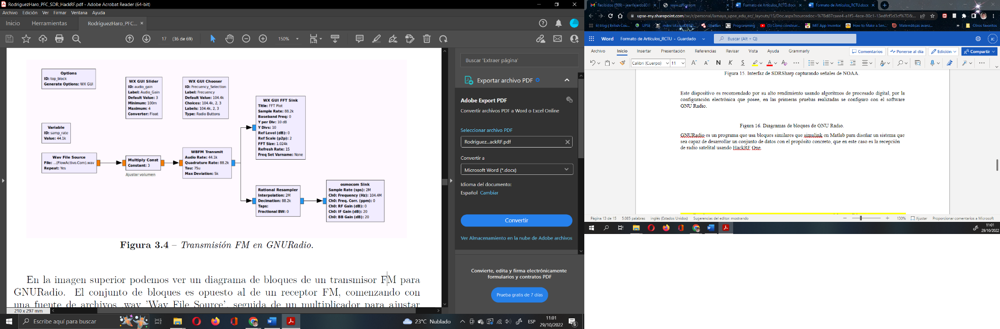 RodriguezHaro_PFC_SDR_HackRF.pdf - Adobe Acrobat Reader (64-bit)
Archivo Edición Ver Firmar Ventana Ayuda
Inicio Herramientas RodriguezHaro_PFC... ×
17 (36 de 69) 150%
Options
ID: top_block
Generate Options: WX GUI
WX GUI Slider
ID: audio_gain
Label: Audio_Gain
Default Value: 3
Minimum: 100m
Maximum: 4
Converter: Float
WX GUI Chooser
ID: Frecuency_Selection
Label: Frecuency
Default Value: 104.4k
Choices: 104.4k, 2, 3
Labels: 104.4k, 2, 3
Type: Radio Buttons
WX GUI FFT Sink
Title: FFT Plot
Sample Rate: 88.2k
Baseband Freq: 0
Y per Div: 10 dB
Y Divs: 10
Ref Level (dB): 0
Ref Scale (p2p): 2
FFT Size: 1.024k
Refresh Rate: 15
Freq Set Varname: None
Variable
ID: samp_rate
Value: 44.1k
Wav File Source
File: ...(FlowActivo.Com).wav
Repeat: Yes
Multiply Const
Constant: 3
Ajustar volumen
WBFM Transmit
Audio Rate: 44.1k
Quadrature Rate: 88.2k
Tau: 75u
Max Deviation: 5k
Rational Resampler
Interpolation: 2M
Decimation: 88.2k
Taps:
Fractional BW: 0
osmocom Sink
Sample Rate (sps): 2M
Ch0: Frequency (Hz): 104.4M
Ch0: Freq. Corr. (ppm): 0
Ch0: RF Gain (dB): 0
Ch0: IF Gain (dB): 20
Ch0: BB Gain (dB): 20
Figura 3.4 – Transmisión FM en GNURadio.
En la imagen superior podemos ver un diagrama de bloques de un transmisor FM para
GNURadio. El conjunto de bloques es opuesto al de un receptor FM, comenzando con
una fuente de archivos .wav 'Wav File Source', seguida de un multiplicador para ajustar
210 x 297 mm
Buscar 'Extraer página'
Exportar archivo PDF
Adobe Export PDF
Convertir archivos PDF a Word o Excel Online
Seleccionar archivo PDF
Rodriguez...ackRF.pdf
Convertir a
Microsoft Word (*.docx)
Idioma del documento:
Español Cambiar
Convertir
Ver Almacenamiento en la nube de Adobe archivos
Convierte, edita y firma electrónicamente
formularios y contratos PDF
Prueba gratis de 7 días
Escribe aquí para buscar
23°C Nublado
ESP
11:01
29/10/2022
6
Recibidos (569) - jeanfajardo83@ × www.office.com × Formato de Artículos_RCTU.docx × Formato de Artículos_RCTU.docx ×
upse-my.sharepoint.com/:w:/r/personal/lamaya_upse_edu_ec/_layouts/15/Doc.aspx?sourcedoc=%7Bd87caee4-a1f5-4ece-80c1-13edfcf5d3cf%7D&...
El blog | British Cou... UPSE Shodan Programming (5) Cómo construir... MIT App Inventor How to Make a Sen... Matemáticas avanz... » Otros favoritos
Word Formato de Artículos_RCTU - Guardado Buscar (Alt + Q) JC
Archivo Inicio Insertar Presentación Referencias Revisar Vista Ayuda Grammarly Comentarios Ponerse al día Edición Compartir
Calibri (Cuerpo) 11 N K S
Figura 15. Interfaz de SDRSharp capturando señales de NOAA.
Este dispositivo es recomendado por su alto rendimiento usando algoritmos de procesado digital, por la
configuración electrónica que posee, en las primeras pruebas realizadas se configuro con el software
GNU Radio.
Figura 16. Diagramas de bloques de GNU Radio.
GNURadio es un programa que usa bloques similares que simulink en Matlab para diseñar un sistema que
sea capaz de desarrollar un conjunto de datos con el propósito concreto, que en este caso es la recepción
de radio satelital usando HackRF One.
Página 13 de 15 5.085 palabras inglés (Estados Unidos) Sugerencias del editor: mostrando 130% Ajustar Proporcionar comentarios a Microsoft
11:01
29/10/2022